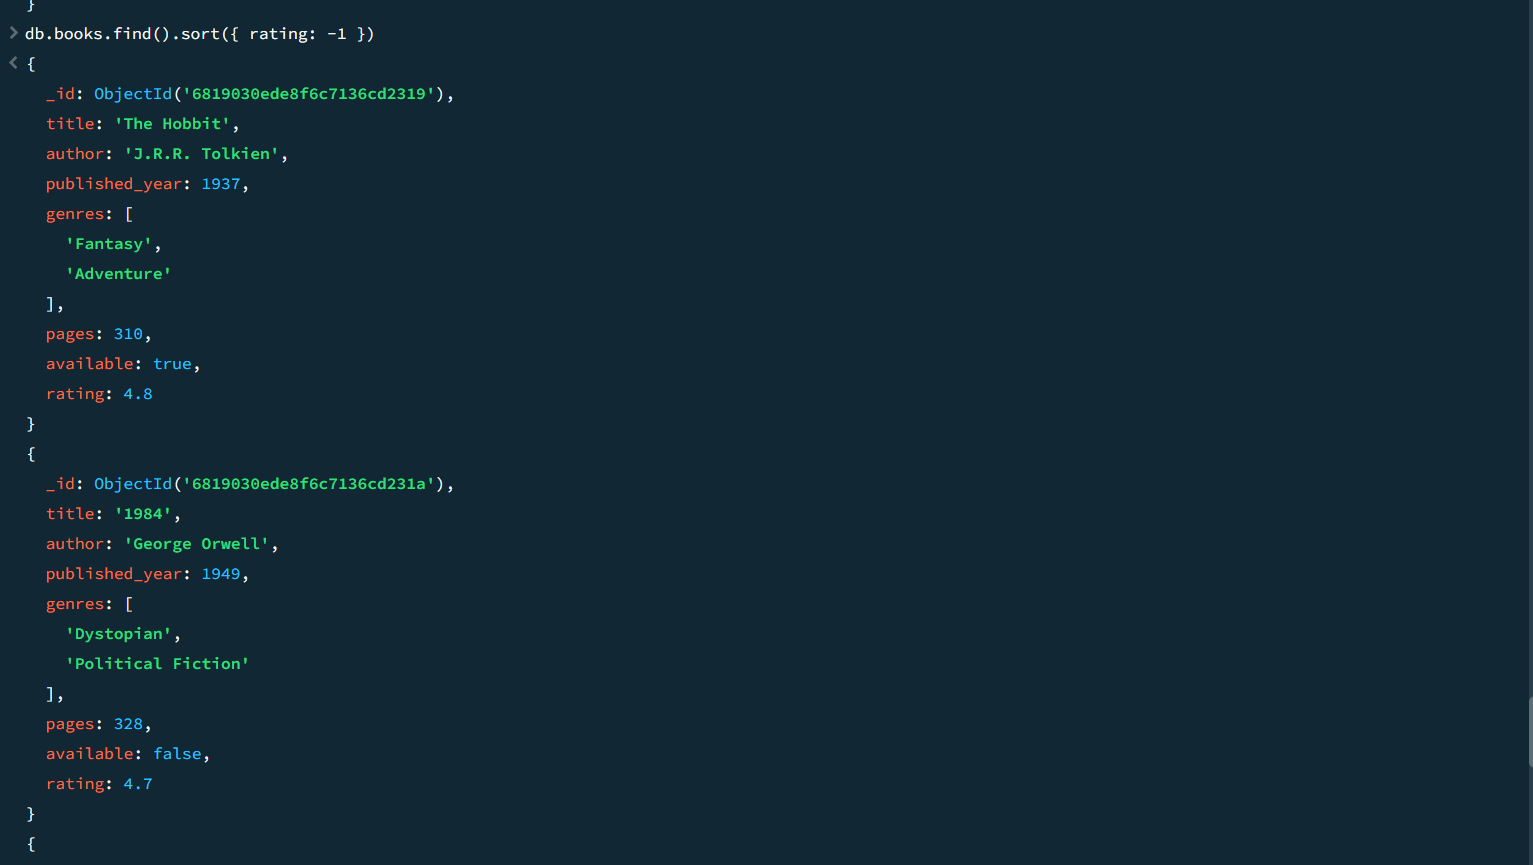 }
> db.books.find().sort({ rating: -1 })
< {
_id: ObjectId('6819030ede8f6c7136cd2319'),
title: 'The Hobbit',
author: 'J.R.R. Tolkien',
published_year: 1937,
genres: [
'Fantasy',
'Adventure'
],
pages: 310,
available: true,
rating: 4.8
}
{
_id: ObjectId('6819030ede8f6c7136cd231a'),
title: '1984',
author: 'George Orwell',
published_year: 1949,
genres: [
'Dystopian',
'Political Fiction'
],
pages: 328,
available: false,
rating: 4.7
}
{